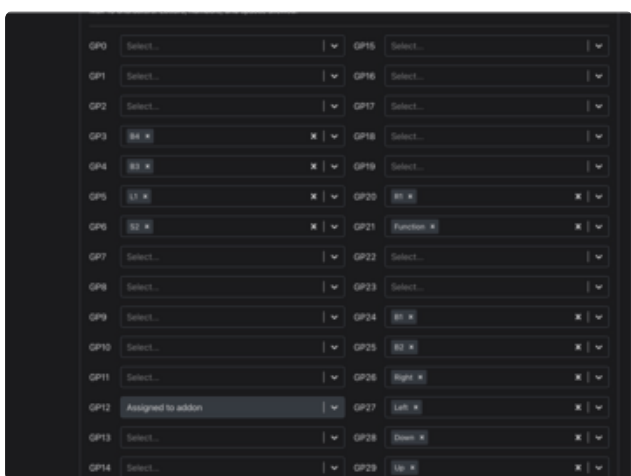 GP0 Select... GP15 Select...
GP1 Select... GP16 Select...
GP2 Select... GP17 Select...
GP3 B4 × GP18 Select...
GP4 B3 × GP19 Select...
GP5 L1 × GP20 R1 ×
GP6 S2 × GP21 Function ×
GP7 Select... GP22 Select...
GP8 Select... GP23 Select...
GP9 Select... GP24 B1 ×
GP10 Select... GP25 B2 ×
GP11 Select... GP26 Right ×
GP12 Assigned to addon GP27 Left ×
GP13 Select... GP28 Down ×
GP14 Select... GP29 Up ×